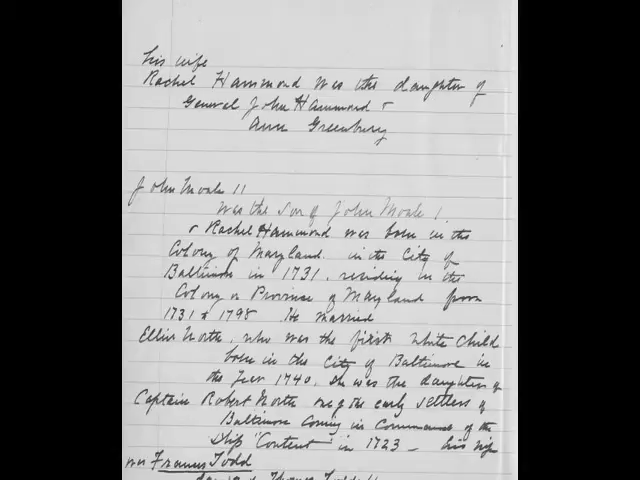 his wife
Rachel Hammond was the daughter of
General John Hammond &
Ann Greenbury
John Moale II
was the son of John Moale I.
& Rachel Hammond was born in the
Colony of Maryland. in the City of
Baltimore in 1731. residing in the
Colony or Province of Maryland from
1731 to 1798 He married
Ellin North, who was the first white child
born in the City of Baltimore in
the Year 1740. She was the daughter of
Captain Robert North one of the early settlers of
Baltimore coming in Command of the
Ship "Content" in 1723 - his wife
was Frances Todd